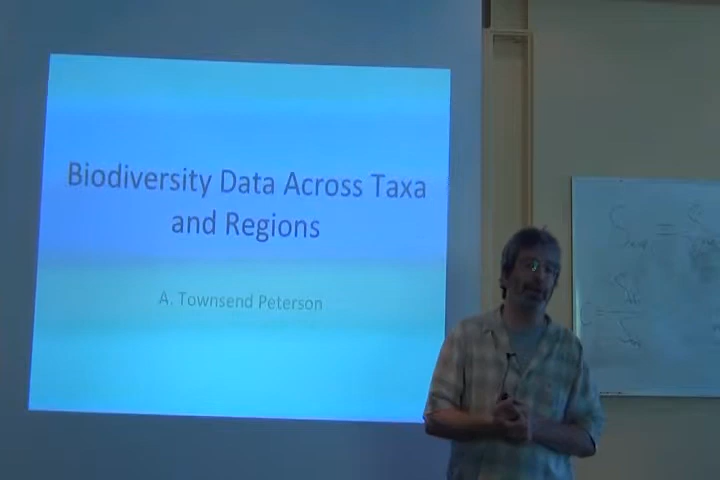 Biodiversity Data Across Taxa
and Regions
A. Townsend Peterson